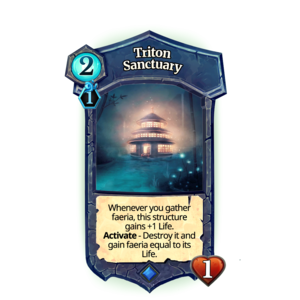 Triton
Sanctuary
2
1
Whenever you gather
faeria, this structure
gains +1 Life.
Activate - Destroy it and
gain faeria equal to its
Life.
1